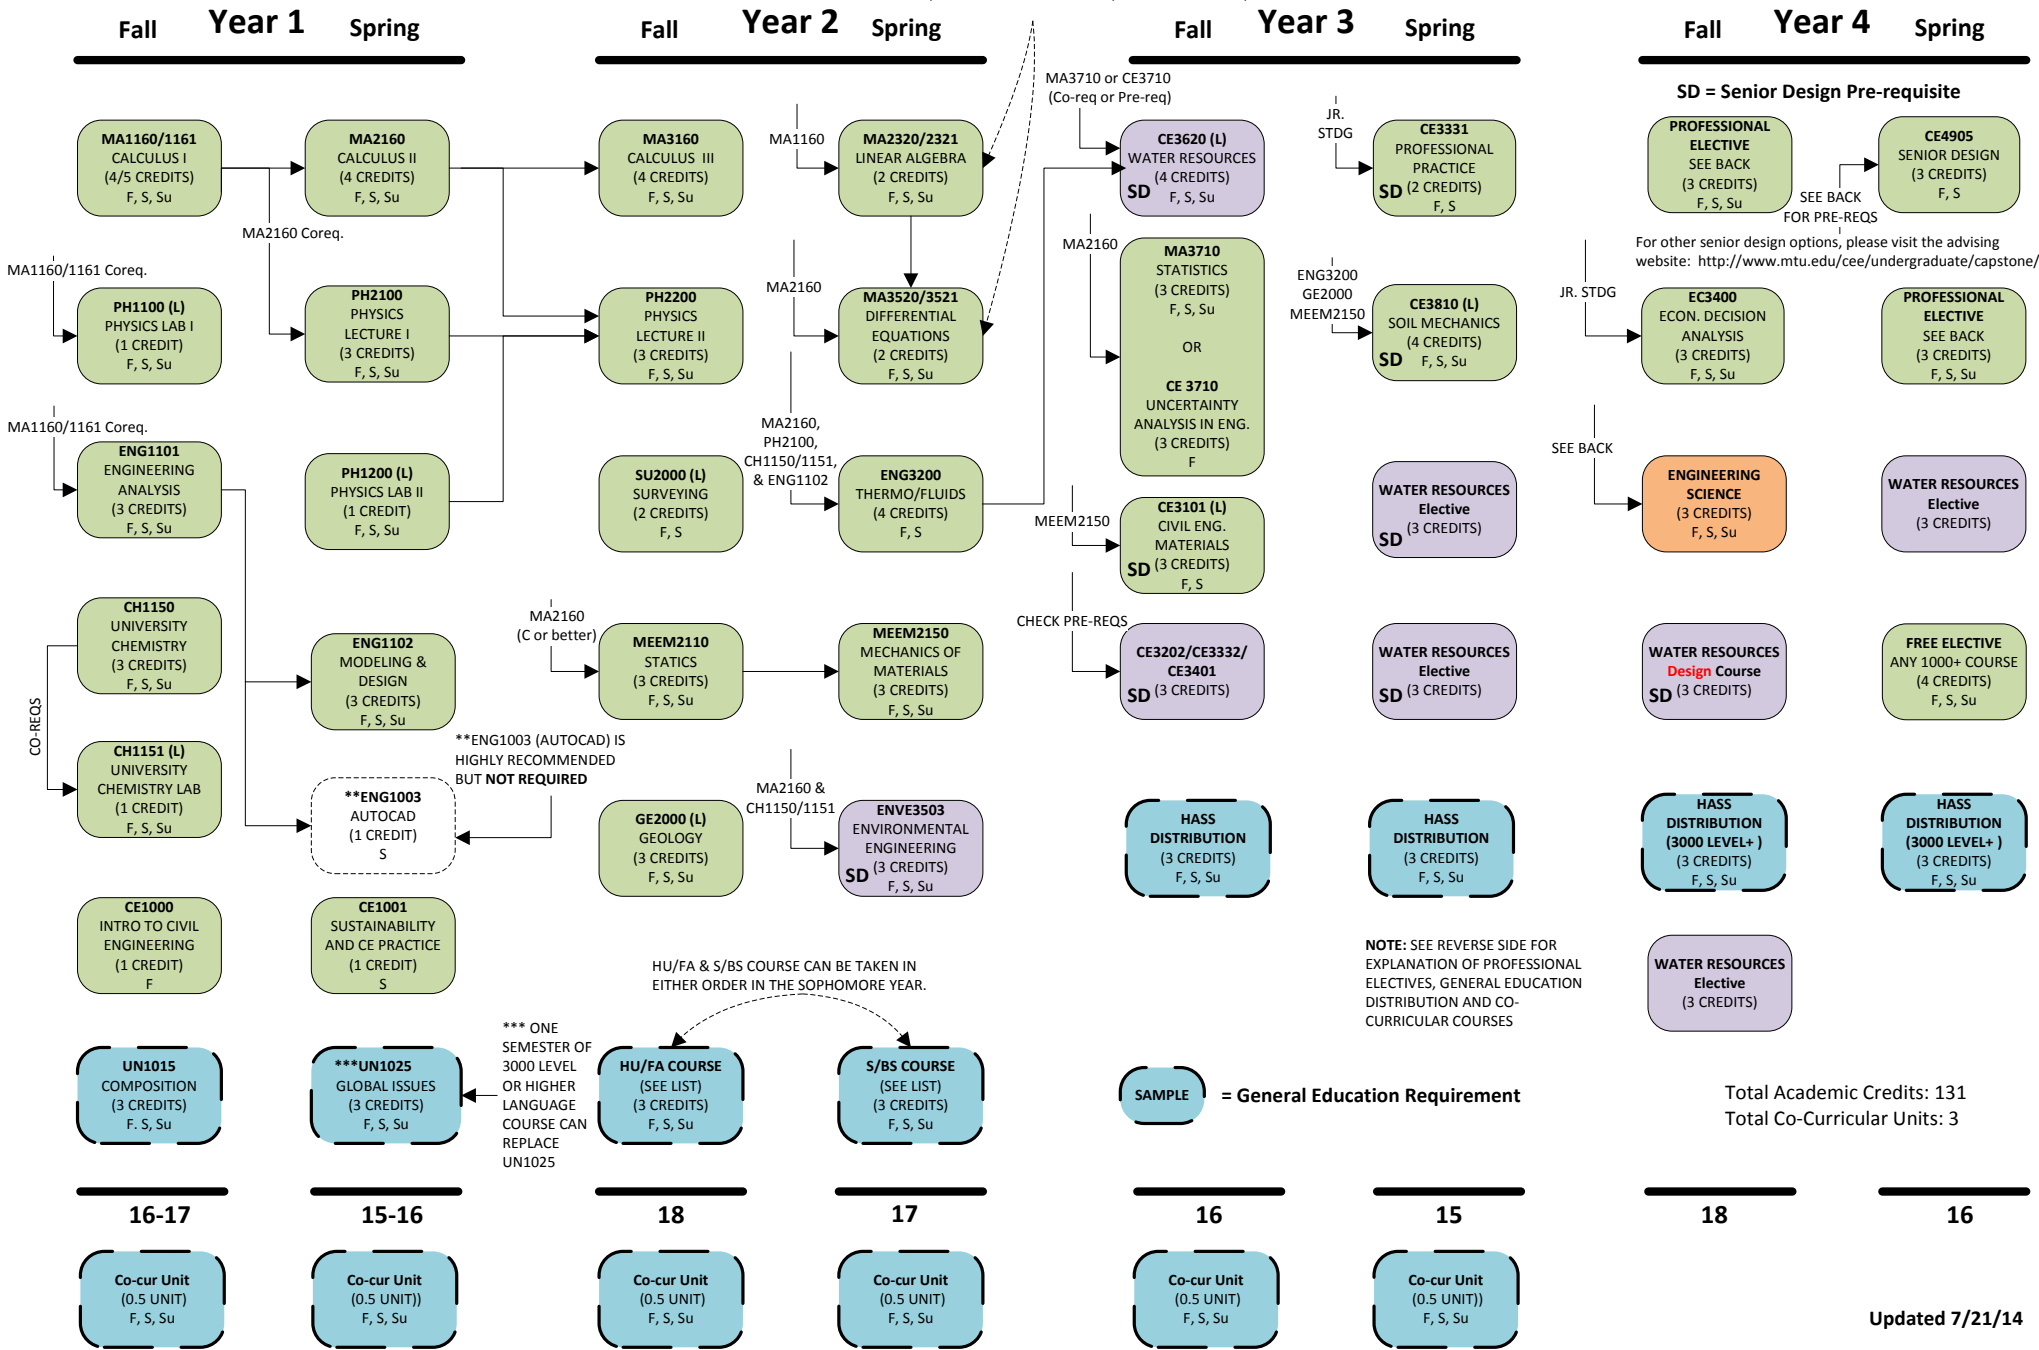 Year 1
Fall
Spring
Year 2
Fall
Spring
Year 3
Fall
Spring
Year 4
Fall
Spring
MA1160/1161
CALCULUS I
(4/5 CREDITS)
F, S, Su
MA2160 Coreq.
MA1160/1161 Coreq.
PH1100 (L)
PHYSICS LAB I
(1 CREDIT)
F, S, Su
MA1160/1161 Coreq.
ENG1101
ENGINEERING
ANALYSIS
(3 CREDITS)
F, S, Su
CH1150
UNIVERSITY
CHEMISTRY
(3 CREDITS)
F, S, Su
CO-REQS
CH1151 (L)
UNIVERSITY
CHEMISTRY LAB
(1 CREDIT)
F, S, Su
CE1000
INTRO TO CIVIL
ENGINEERING
(1 CREDIT)
F
UN1015
COMPOSITION
(3 CREDITS)
F. S, Su
16-17
Co-cur Unit
(0.5 UNIT)
F, S, Su
MA2160
CALCULUS II
(4 CREDITS)
F, S, Su
PH2100
PHYSICS
LECTURE I
(3 CREDITS)
F, S, Su
PH1200 (L)
PHYSICS LAB II
(1 CREDIT)
F, S, Su
ENG1102
MODELING &
DESIGN
(3 CREDITS)
F, S, Su
**ENG1003 (AUTOCAD) IS
HIGHLY RECOMMENDED
BUT NOT REQUIRED
**ENG1003
AUTOCAD
(1 CREDIT)
S
CE1001
SUSTAINABILITY
AND CE PRACTICE
(1 CREDIT)
S
***UN1025
GLOBAL ISSUES
(3 CREDITS)
F, S, Su
*** ONE
SEMESTER OF
3000 LEVEL
OR HIGHER
LANGUAGE
COURSE CAN
REPLACE
UN1025
15-16
Co-cur Unit
(0.5 UNIT))
F, S, Su
MA3160
CALCULUS III
(4 CREDITS)
F, S, Su
PH2200
PHYSICS
LECTURE II
(3 CREDITS)
F, S, Su
SU2000 (L)
SURVEYING
(2 CREDITS)
F, S
MA2160
(C or better)
MEEM2110
STATICS
(3 CREDITS)
F, S, Su
GE2000 (L)
GEOLOGY
(3 CREDITS)
F, S, Su
HU/FA & S/BS COURSE CAN BE TAKEN IN
EITHER ORDER IN THE SOPHOMORE YEAR.
HU/FA COURSE
(SEE LIST)
(3 CREDITS)
F, S, Su
18
Co-cur Unit
(0.5 UNIT)
F, S, Su
MA1160
MA2320/2321
LINEAR ALGEBRA
(2 CREDITS)
F, S, Su
MA2160
MA3520/3521
DIFFERENTIAL
EQUATIONS
(2 CREDITS)
F, S, Su
MA2160,
PH2100,
CH1150/1151,
& ENG1102
ENG3200
THERMO/FLUIDS
(4 CREDITS)
F, S
MEEM2150
MECHANICS OF
MATERIALS
(3 CREDITS)
F, S, Su
MA2160 &
CH1150/1151
ENVE3503
ENVIRONMENTAL
ENGINEERING
SD (3 CREDITS)
F, S, Su
S/BS COURSE
(SEE LIST)
(3 CREDITS)
F, S, Su
17
Co-cur Unit
(0.5 UNIT)
F, S, Su
MA3710 or CE3710
(Co-req or Pre-req)
CE3620 (L)
WATER RESOURCES
(4 CREDITS)
SD F, S, Su
MA2160
MA3710
STATISTICS
(3 CREDITS)
F, S, Su
OR
CE 3710
UNCERTAINTY
ANALYSIS IN ENG.
(3 CREDITS)
F
MEEM2150
CE3101 (L)
CIVIL ENG.
MATERIALS
SD (3 CREDITS)
F, S
CHECK PRE-REQS
CE3202/CE3332/
CE3401
SD (3 CREDITS)
HASS
DISTRIBUTION
(3 CREDITS)
F, S, Su
SAMPLE = General Education Requirement
16
Co-cur Unit
(0.5 UNIT)
F, S, Su
JR.
STDG
CE3331
PROFESSIONAL
PRACTICE
SD (2 CREDITS)
F, S
ENG3200
GE2000
MEEM2150
CE3810 (L)
SOIL MECHANICS
(4 CREDITS)
SD F, S, Su
WATER RESOURCES
Elective
SD (3 CREDITS)
WATER RESOURCES
Elective
SD (3 CREDITS)
HASS
DISTRIBUTION
(3 CREDITS)
F, S, Su
NOTE: SEE REVERSE SIDE FOR
EXPLANATION OF PROFESSIONAL
ELECTIVES, GENERAL EDUCATION
DISTRIBUTION AND CO-
CURRICULAR COURSES
15
Co-cur Unit
(0.5 UNIT))
F, S, Su
SD = Senior Design Pre-requisite
PROFESSIONAL
ELECTIVE
SEE BACK
(3 CREDITS)
F, S, Su
SEE BACK
FOR PRE-REQS
CE4905
SENIOR DESIGN
(3 CREDITS)
F, S
For other senior design options, please visit the advising
website: http://www.mtu.edu/cee/undergraduate/capstone/
JR. STDG
EC3400
ECON. DECISION
ANALYSIS
(3 CREDITS)
F, S, Su
SEE BACK
ENGINEERING
SCIENCE
(3 CREDITS)
F, S, Su
WATER RESOURCES
Design Course
SD (3 CREDITS)
HASS
DISTRIBUTION
(3000 LEVEL+ )
(3 CREDITS)
F, S, Su
WATER RESOURCES
Elective
(3 CREDITS)
18
PROFESSIONAL
ELECTIVE
SEE BACK
(3 CREDITS)
F, S, Su
WATER RESOURCES
Elective
(3 CREDITS)
FREE ELECTIVE
ANY 1000+ COURSE
(4 CREDITS)
F, S, Su
HASS
DISTRIBUTION
(3000 LEVEL+ )
(3 CREDITS)
F, S, Su
Total Academic Credits: 131
Total Co-Curricular Units: 3
16
Updated 7/21/14